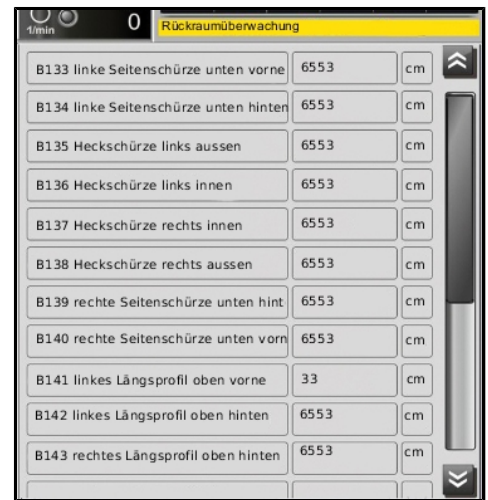 1/min
0
Rückraumüberwachung
B133 linke Seitenschürze unten vorne 6553 cm
B134 linke Seitenschürze unten hinten 6553 cm
B135 Heckschürze links aussen 6553 cm
B136 Heckschürze links innen 6553 cm
B137 Heckschürze rechts innen 6553 cm
B138 Heckschürze rechts aussen 6553 cm
B139 rechte Seitenschürze unten hint 6553 cm
B140 rechte Seitenschürze unten vorn 6553 cm
B141 linkes Längsprofil oben vorne 33 cm
B142 linkes Längsprofil oben hinten 6553 cm
B143 rechtes Längsprofil oben hinten 6553 cm